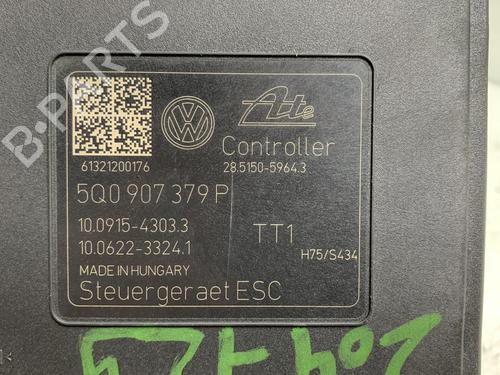 B-PARTS
Ate
Controller
61321200176
28.5150-5964.3
5Q0 907 379 P
10.0915-4303.3
10.0622-3324.1
TT1
H75/S434
MADE IN HUNGARY
Steuergeraet ESC